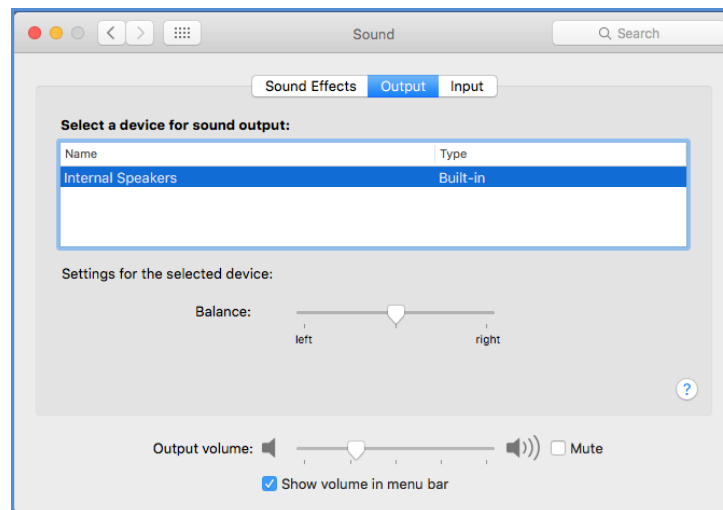 Sound
Search
Sound Effects Output Input
Select a device for sound output:
Name Type
Internal Speakers Built-in
Settings for the selected device:
Balance:
left right
?
Output volume: Mute
Show volume in menu bar